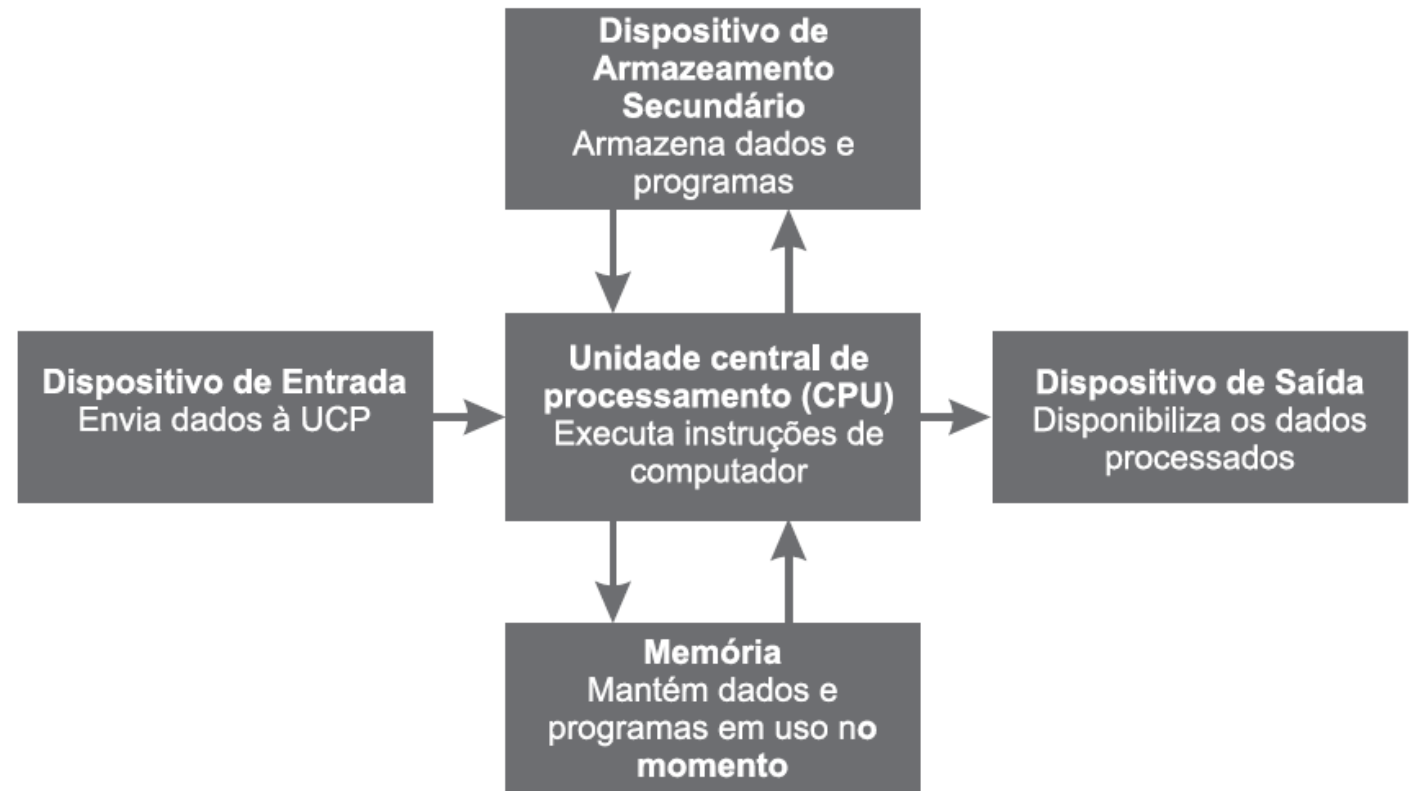 Dispositivo de
Armazeamento
Secundário
Armazena dados e
programas
Dispositivo de Entrada
Envia dados à UCP
Unidade central de
processamento (CPU)
Executa instruções de
computador
Dispositivo de Saída
Disponibiliza os dados
processados
Memória
Mantém dados e
programas em uso no
momento